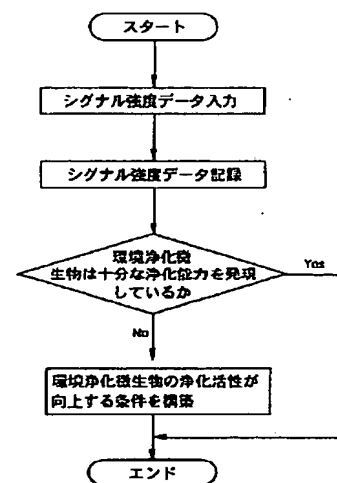 スタート
シグナル強度データ入力
シグナル強度データ記録
環境浄化微
生物は十分な浄化能力を発現
しているか
Yes
No
環境浄化微生物の浄化活性が
向上する条件を構築
エンド